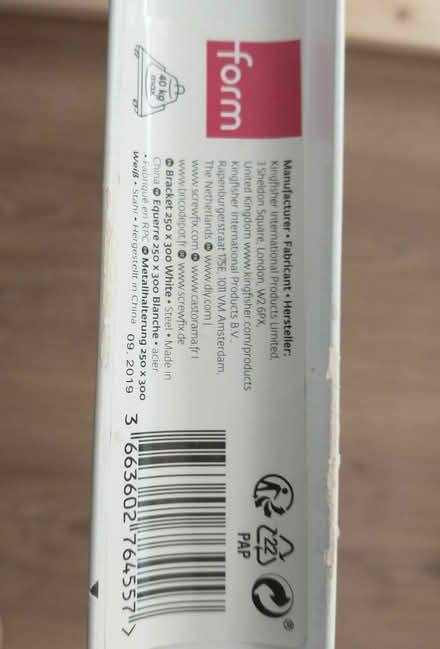 form
40 kg
max
Manufacturer • Fabricant • Hersteller:
Kingfisher International Products Limited,
3 Sheldon Square, London, W2 6PX,
United Kingdom www.kingfisher.com/products
Kingfisher International Products B.V.,
Rapenburgerstraat 175E, 1011 VM Amsterdam,
The Netherlands www.diy.com |
www.screwfix.com www.castorama.fr |
www.bricodepot.fr www.screwfix.de
Bracket 250 x 300 White • Steel • Made in
China Equerre 250 x 300 Blanche • acier
• Fabriqué en RPC Metallhalterung 250 x 300
Weiß • Stahl • Hergestellt in China 09. 2019
3 663602 764557 >
22
PAP
®